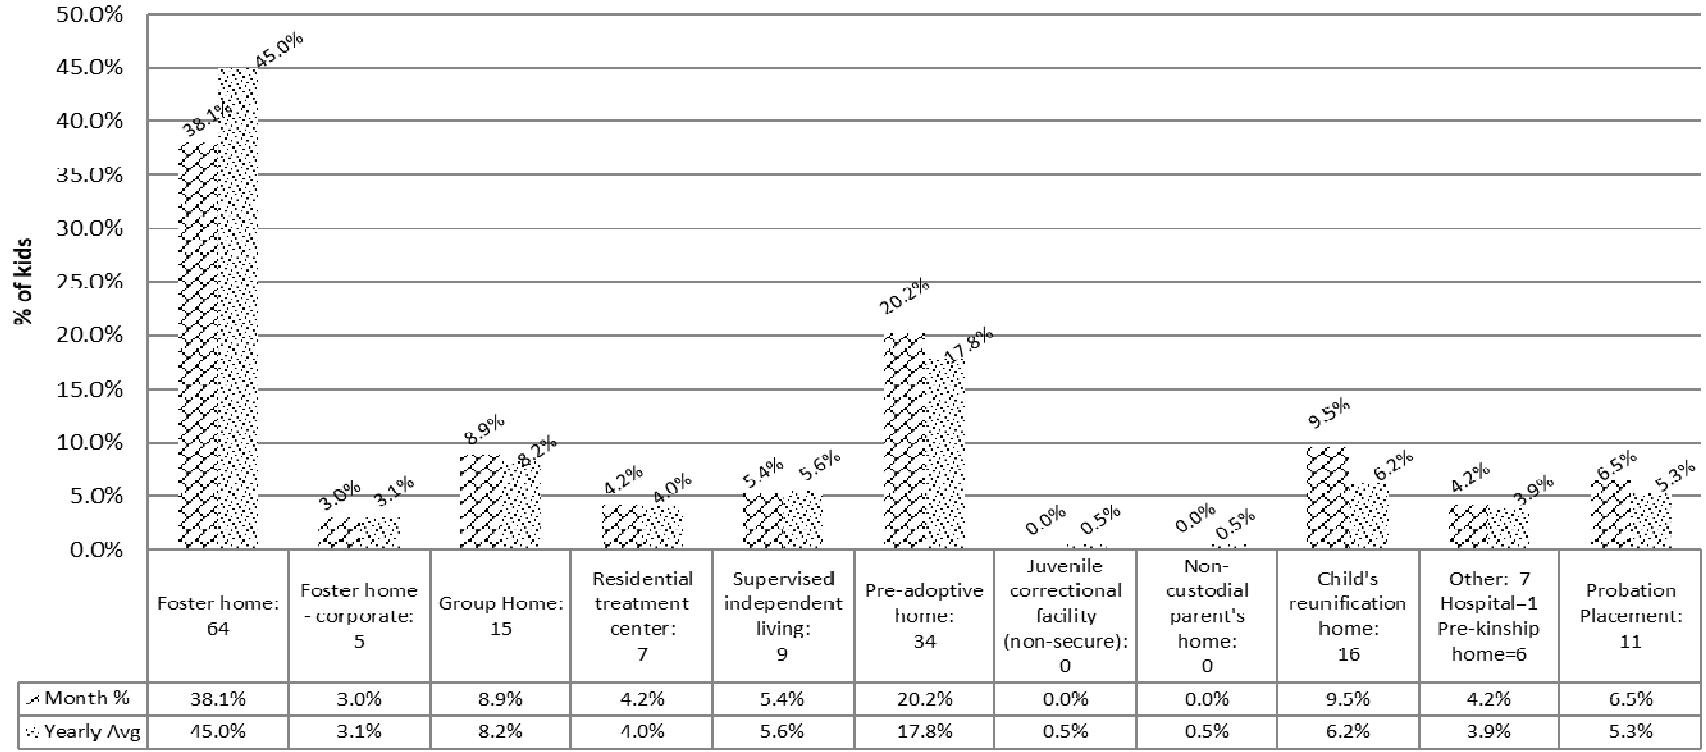 50.0%
45.0%
40.0%
35.0%
30.0%
25.0%
20.0%
15.0%
10.0%
5.0%
0.0%
% of kids
38.1%
45.0%
3.0%
3.1%
8.9%
8.2%
4.2%
4.0%
5.4%
5.6%
20.2%
17.8%
0.0%
0.5%
0.0%
0.5%
9.5%
6.2%
4.2%
3.9%
6.5%
5.3%
Foster home:
64
Foster home
- corporate:
5
Group Home:
15
Residential
treatment
center:
7
Supervised
independent
living:
9
Pre-adoptive
home:
34
Juvenile
correctional
facility
(non-secure):
0
Non-
custodial
parent's
home:
0
Child's
reunification
home:
16
Other: 7
Hospital=1
Pre-kinship
home=6
Probation
Placement:
11
Month % 38.1% 3.0% 8.9% 4.2% 5.4% 20.2% 0.0% 0.0% 9.5% 4.2% 6.5%
Yearly Avg 45.0% 3.1% 8.2% 4.0% 5.6% 17.8% 0.5% 0.5% 6.2% 3.9% 5.3%